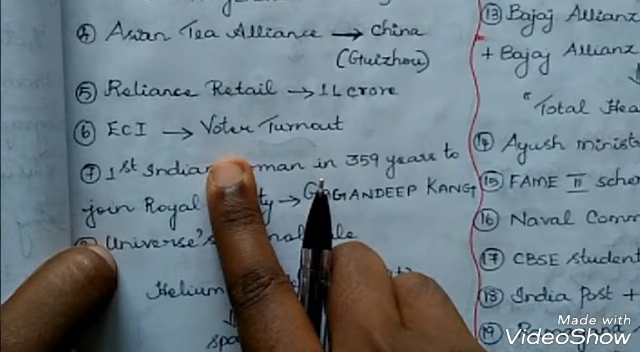 ④ Asian Tea Alliance → China
(Guizhou)
⑤ Reliance Retail → 1L crore
⑥ ECI → Voter Turnout
⑦ 1st Indian in 359 years to
join Royal → GAGANDEEP KANG
Universe's
Helium
⑬ Bajaj Allianz
+ Bajaj Allianz
"Total Hea
⑭ Ayush minist
⑮ FAME II sche
⑯ Naval Comm
⑰ CBSE student
⑱ India Post +
⑲
Made with
VideoShow